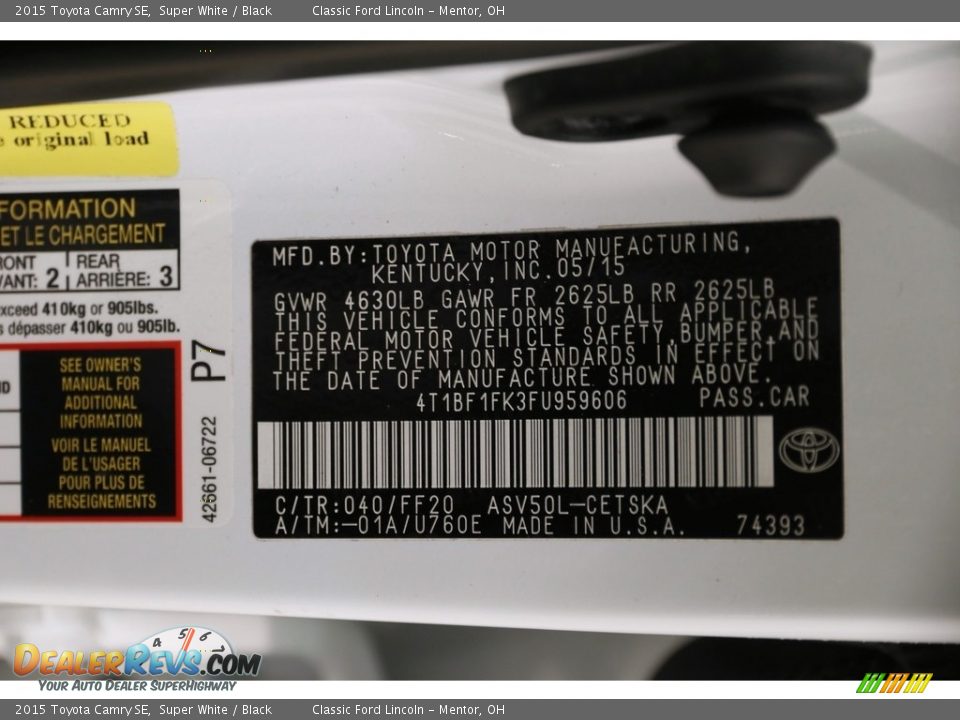 2015 Toyota Camry SE, Super White / Black Classic Ford Lincoln - Mentor, OH
REDUCED
original load
FORMATION
ET LE CHARGEMENT
RONT
VANT: 2
REAR
ARRIÈRE: 3
xceed 410kg or 905lbs.
s dépasser 410kg ou 905lb.
SEE OWNER'S
MANUAL FOR
ADDITIONAL
INFORMATION
VOIR LE MANUEL
DE L'USAGER
POUR PLUS DE
RENSEIGNEMENTS
P7
42661-06722
MFD.BY:TOYOTA MOTOR MANUFACTURING,
KENTUCKY,INC.05/15
GVWR 4630LB GAWR FR 2625LB RR 2625LB
THIS VEHICLE CONFORMS TO ALL APPLICABLE
FEDERAL MOTOR VEHICLE SAFETY,BUMPER,AND
THEFT PREVENTION STANDARDS IN EFFECT ON
THE DATE OF MANUFACTURE SHOWN ABOVE.
4T1BF1FK3FU959606 PASS.CAR
C/TR:040/FF20 ASV50L-CETSKA
A/TM:-01A/U760E MADE IN U.S.A. 74393
4 5 6
DEALERREVS.COM
YOUR AUTO DEALER SUPERHIGHWAY
2015 Toyota Camry SE, Super White / Black Classic Ford Lincoln - Mentor, OH